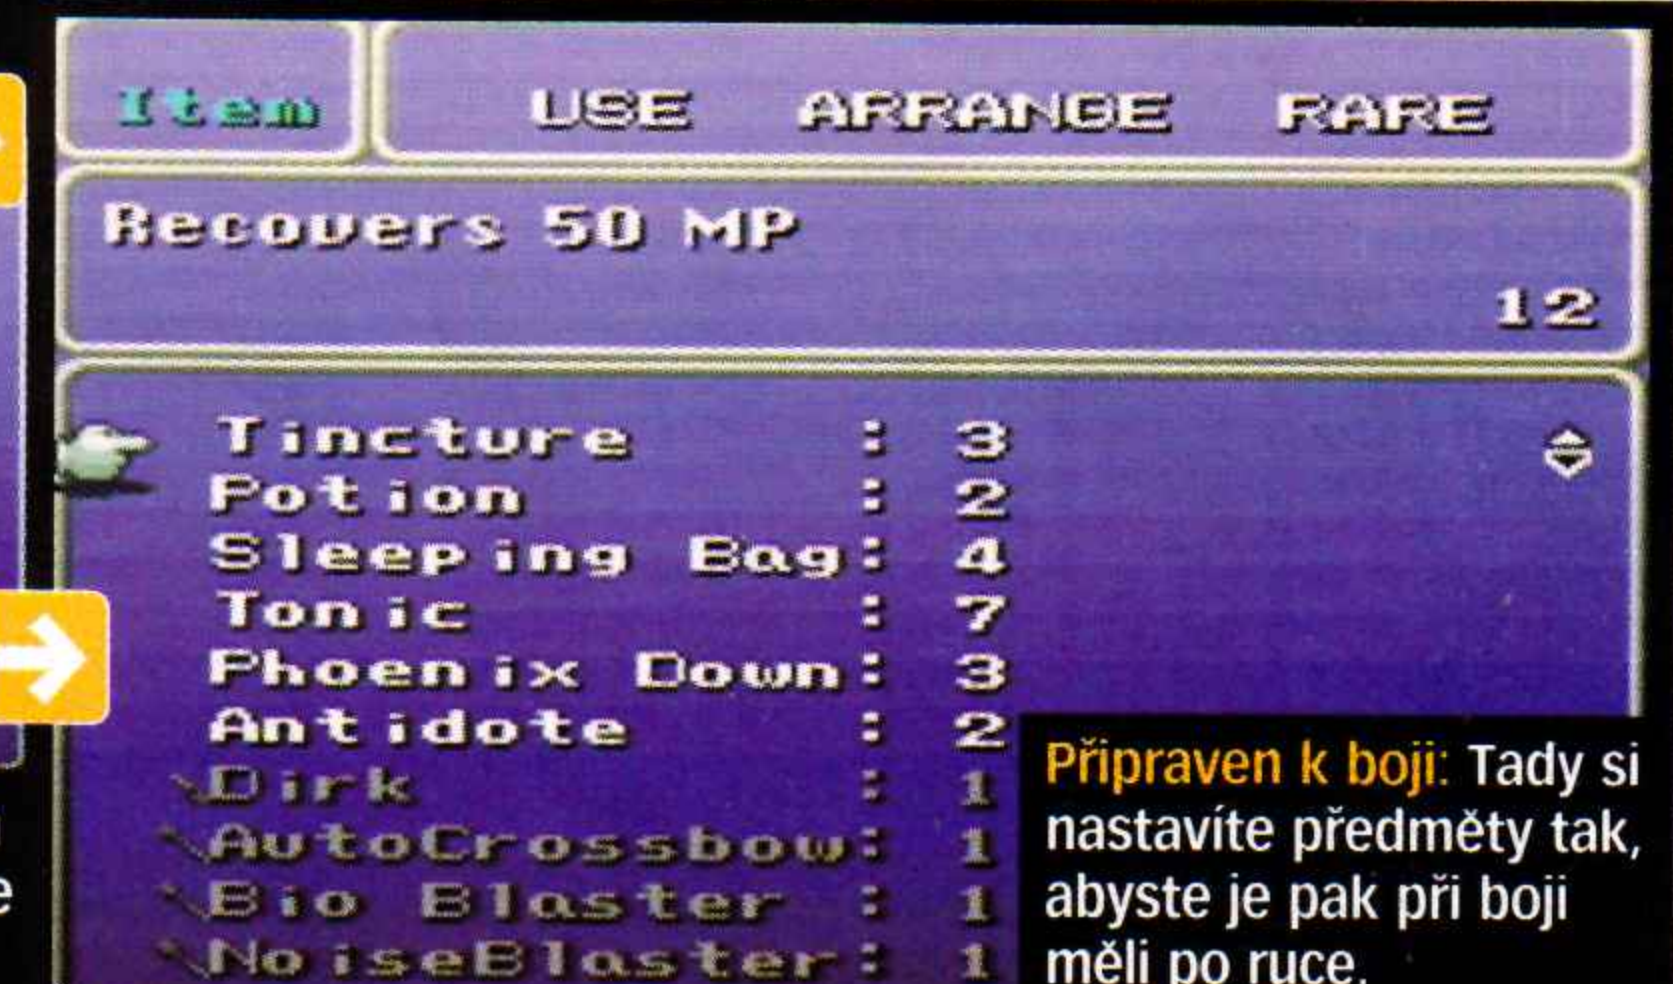 Item
USE ARRANGE RARE
Recovers 50 MP
12
Tincture : 3
Potion : 2
Sleeping Bag: 4
Tonic : 7
Phoenix Down: 3
Antidote : 2
Dirk : 1
AutoCrossbow: 1
Bio Blaster : 1
NoiseBlaster: 1
Připraven k boji: Tady si
nastavíte předměty tak,
abyste je pak při boji
měli po ruce.
e